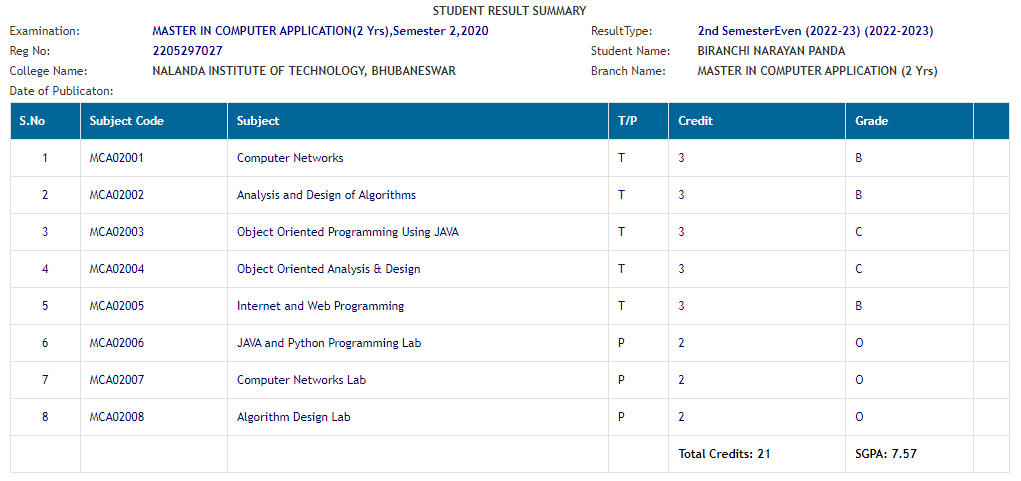 STUDENT RESULT SUMMARY
Examination: MASTER IN COMPUTER APPLICATION(2 Yrs),Semester 2,2020 ResultType: 2nd SemesterEven (2022-23) (2022-2023)
Reg No: 2205297027 Student Name: BIRANCHI NARAYAN PANDA
College Name: NALANDA INSTITUTE OF TECHNOLOGY, BHUBANESWAR Branch Name: MASTER IN COMPUTER APPLICATION (2 Yrs)
Date of Publicaton:
S.No Subject Code Subject T/P Credit Grade
1 MCA02001 Computer Networks T 3 B
2 MCA02002 Analysis and Design of Algorithms T 3 B
3 MCA02003 Object Oriented Programming Using JAVA T 3 C
4 MCA02004 Object Oriented Analysis & Design T 3 C
5 MCA02005 Internet and Web Programming T 3 B
6 MCA02006 JAVA and Python Programming Lab P 2 O
7 MCA02007 Computer Networks Lab P 2 O
8 MCA02008 Algorithm Design Lab P 2 O
Total Credits: 21 SGPA: 7.57